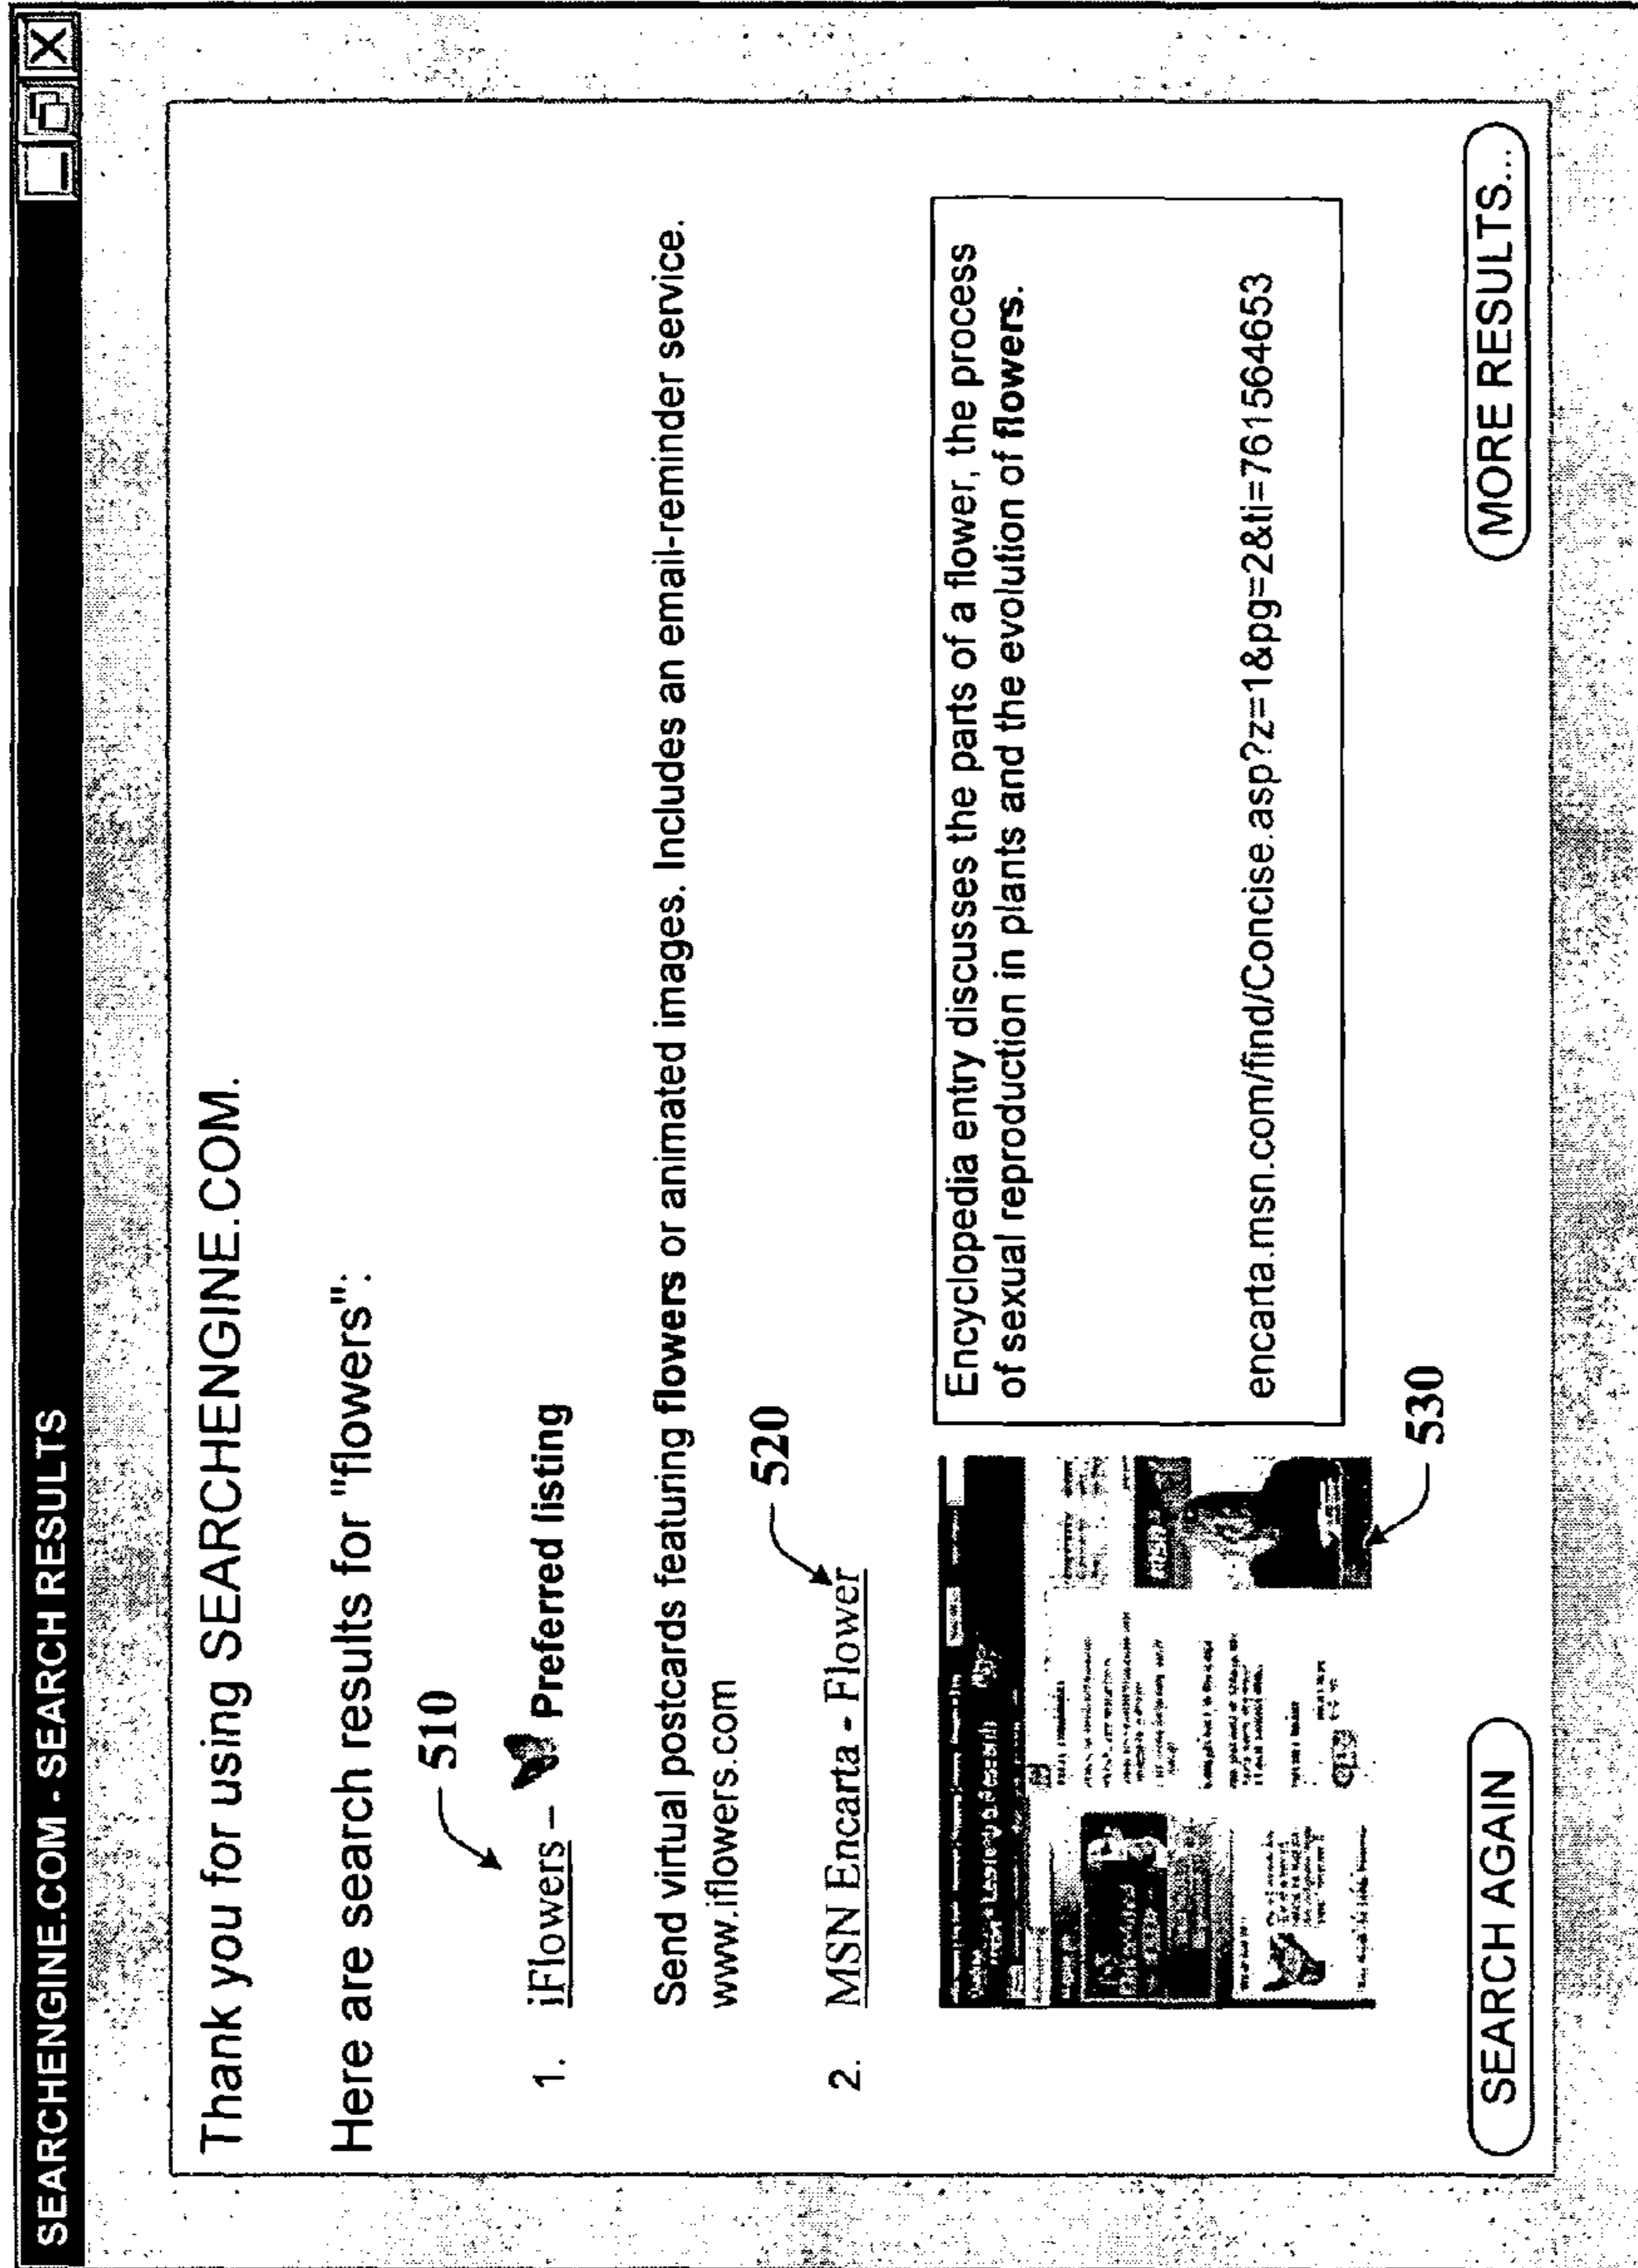 SEARCHENGINE.COM - SEARCH RESULTS
Thank you for using SEARCHENGINE.COM.
Here are search results for "flowers":
510
1. iFlowers – Preferred listing
Send virtual postcards featuring flowers or animated images. Includes an email-reminder service.
www.iflowers.com
520
2. MSN Encarta - Flower
Encyclopedia entry discusses the parts of a flower, the process
of sexual reproduction in plants and the evolution of flowers.
encarta.msn.com/find/Concise.asp?z=1&pg=2&ti=761564653
msn
530
SEARCH AGAIN
MORE RESULTS...